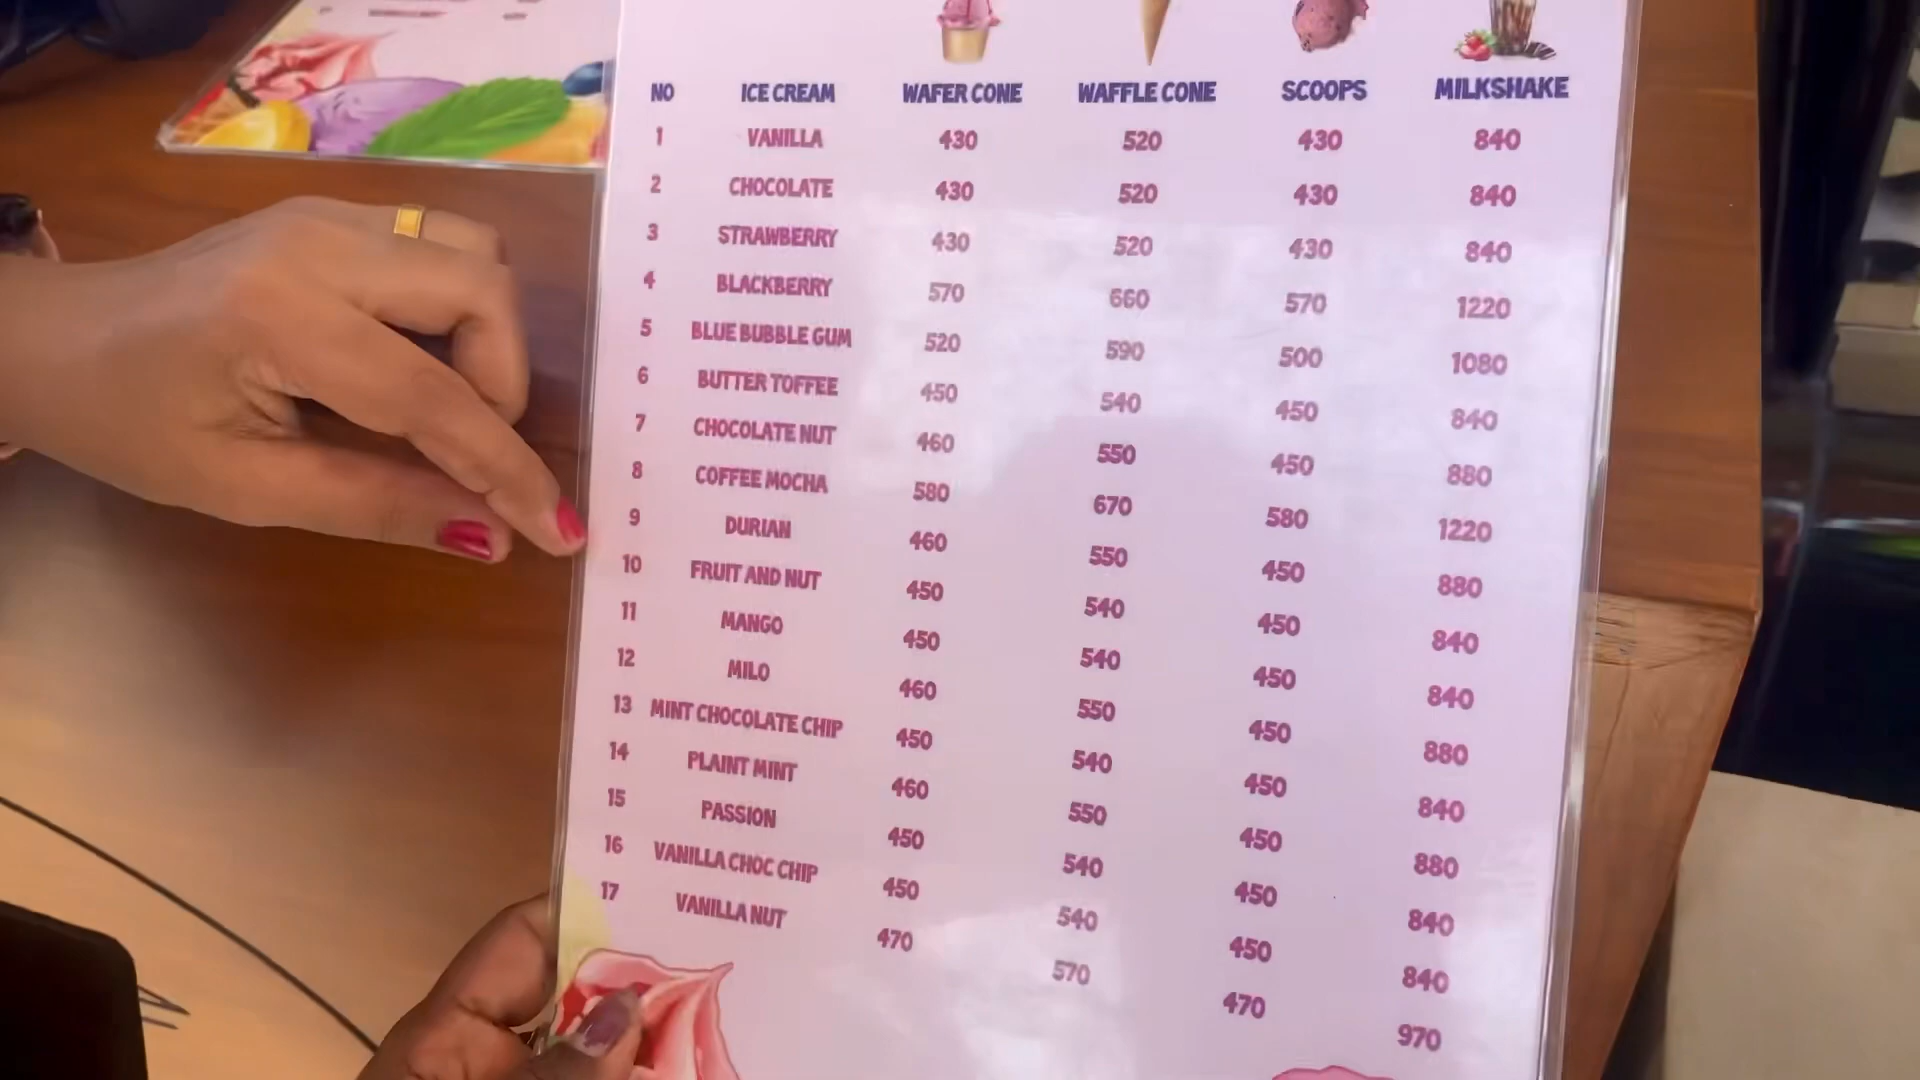 NO ICE CREAM WAFER CONE WAFFLE CONE SCOOPS MILKSHAKE
1 VANILLA 430 520 430 840
2 CHOCOLATE 430 520 430 840
3 STRAWBERRY 430 520 430 840
4 BLACKBERRY 570 660 570 1220
5 BLUE BUBBLE GUM 520 590 500 1080
6 BUTTER TOFFEE 450 540 450 840
7 CHOCOLATE NUT 460 550 450 880
8 COFFEE MOCHA 580 670 580 1220
9 DURIAN 460 550 450 880
10 FRUIT AND NUT 450 540 450 840
11 MANGO 450 540 450 840
12 MILO 460 550 450 880
13 MINT CHOCOLATE CHIP 450 540 450 840
14 PLAINT MINT 460 550 450 880
15 PASSION 450 540 450 840
16 VANILLA CHOC CHIP 450 540 450 840
17 VANILLA NUT 470 570 470 970